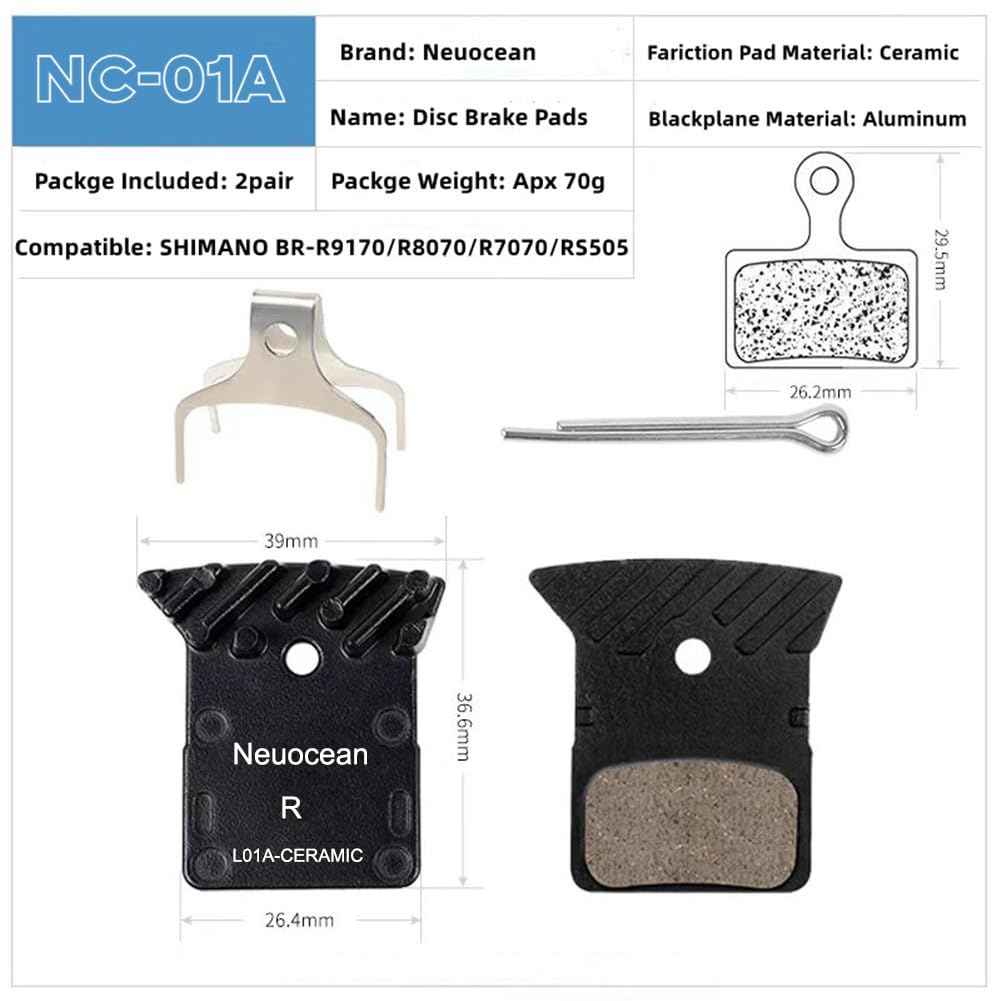 NC-01A
Brand: Neuocean
Fariction Pad Material: Ceramic
Name: Disc Brake Pads
Blackplane Material: Aluminum
Packge Included: 2pair
Packge Weight: Apx 70g
Compatible: SHIMANO BR-R9170/R8070/R7070/RS505
29.5mm
26.2mm
39mm
36.6mm
Neuocean
R
L01A-CERAMIC
26.4mm